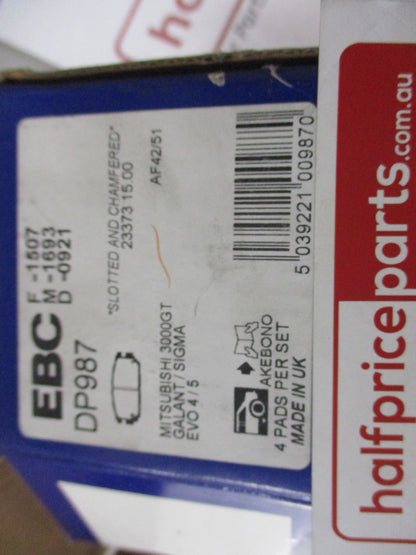 EBC
F -1507
M -1693
D -0921
DP987
"SLOTTED AND CHAMFERED"
23373 15.00
AF42/51
MITSUBISHI 3000GT
GALANT / SIGMA
EVO 4 / 5
AKEBONO
4 PADS PER SET
MADE IN UK
5 039221 009870
halfpriceparts.com.au